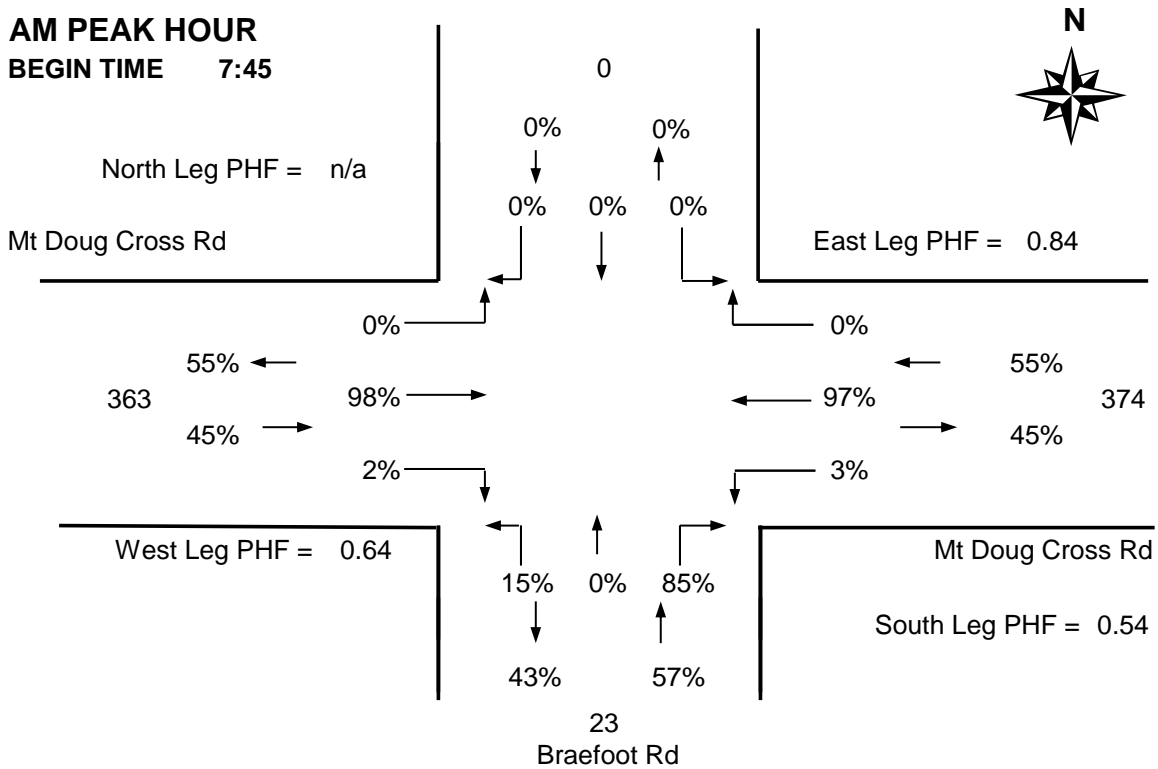 AM PEAK HOUR
N
BEGIN TIME 7:45
0
0% 0%
North Leg PHF = n/a
0% 0% 0%
Mt Doug Cross Rd
East Leg PHF = 0.84
0% 0%
55% 55%
363 98% 97% 374
45% 45%
2% 3%
West Leg PHF = 0.64
Mt Doug Cross Rd
15% 0% 85%
South Leg PHF = 0.54
43% 57%
23
Braefoot Rd